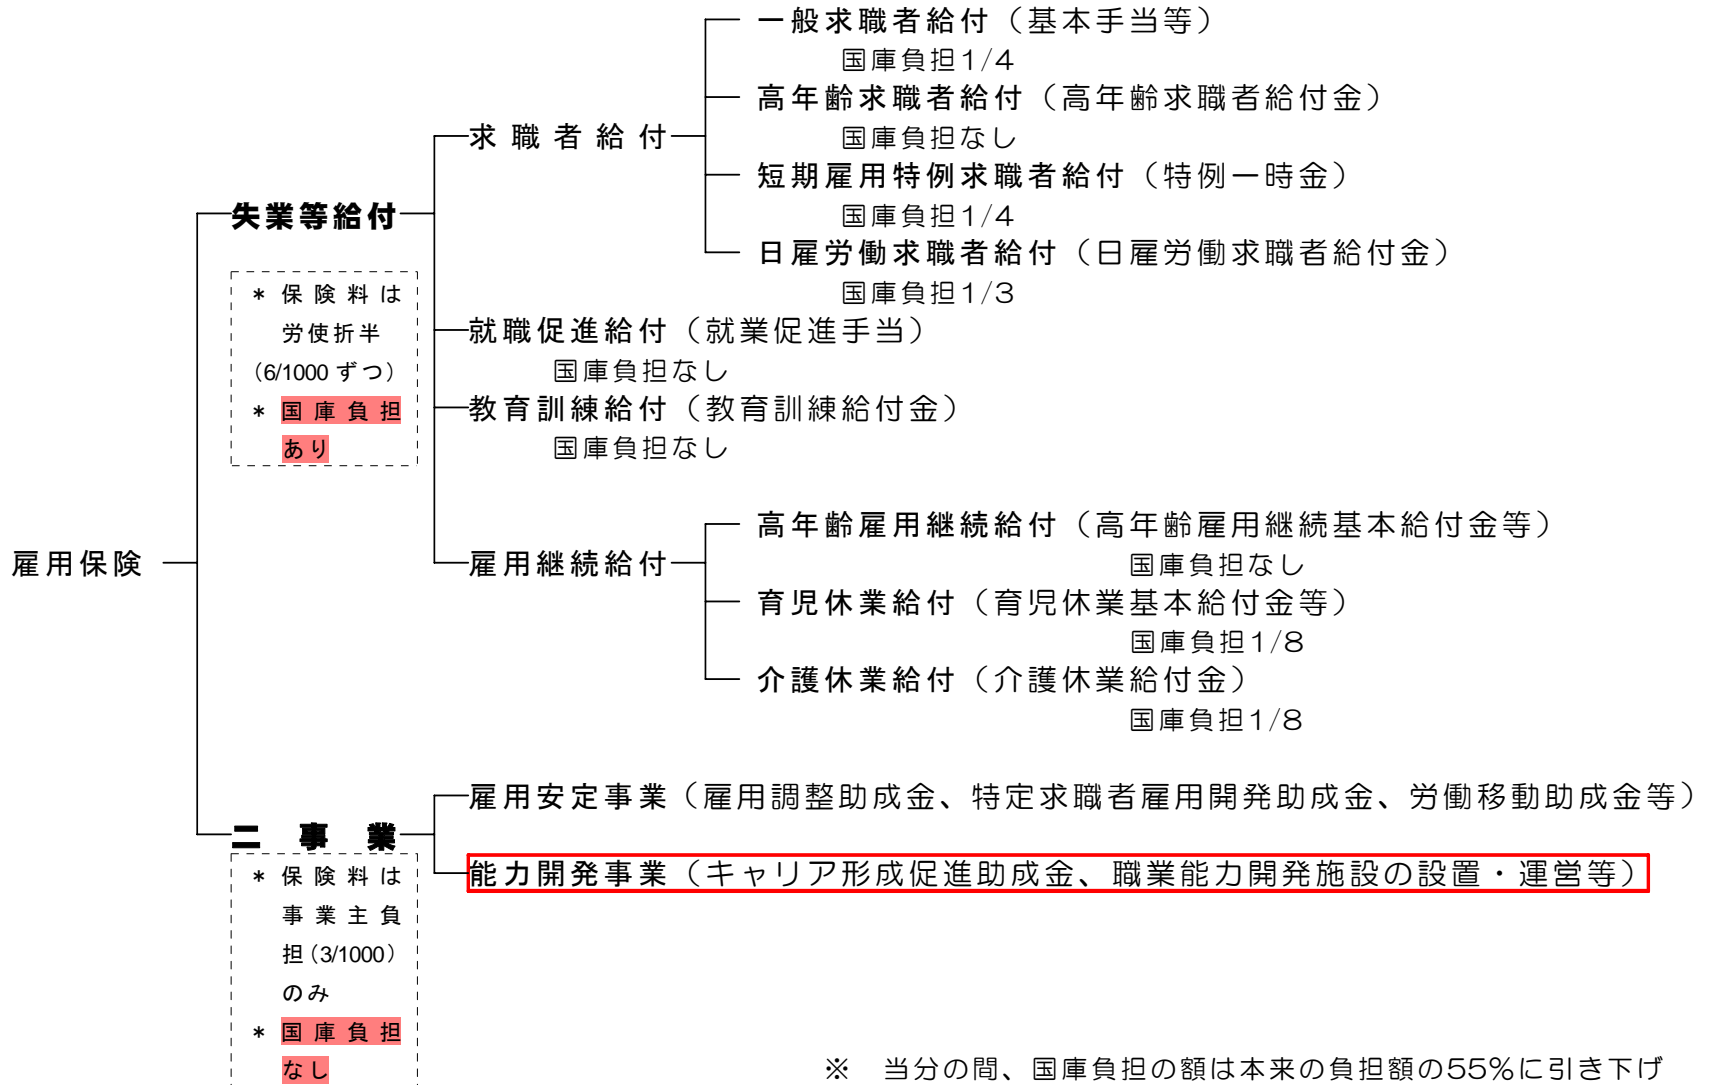 一般求職者給付（基本手当等）
国庫負担1/4
高年齢求職者給付（高年齢求職者給付金）
国庫負担なし
求職者給付
短期雇用特例求職者給付（特例一時金）
国庫負担1/4
失業等給付
日雇労働求職者給付（日雇労働求職者給付金）
国庫負担1/3
* 保険料は
労使折半
（6/1000 ずつ）
* 国庫負担
あり
就職促進給付（就業促進手当）
国庫負担なし
教育訓練給付（教育訓練給付金）
国庫負担なし
高年齢雇用継続給付（高年齢雇用継続基本給付金等）
国庫負担なし
雇用保険
雇用継続給付
育児休業給付（育児休業基本給付金等）
国庫負担1/8
介護休業給付（介護休業給付金）
国庫負担1/8
雇用安定事業（雇用調整助成金、特定求職者雇用開発助成金、労働移動助成金等）
二事業
能力開発事業（キャリア形成促進助成金、職業能力開発施設の設置・運営等）
* 保険料は
事業主負
担（3/1000）
のみ
* 国庫負担
なし
※　当分の間、国庫負担の額は本来の負担額の55％に引き下げ